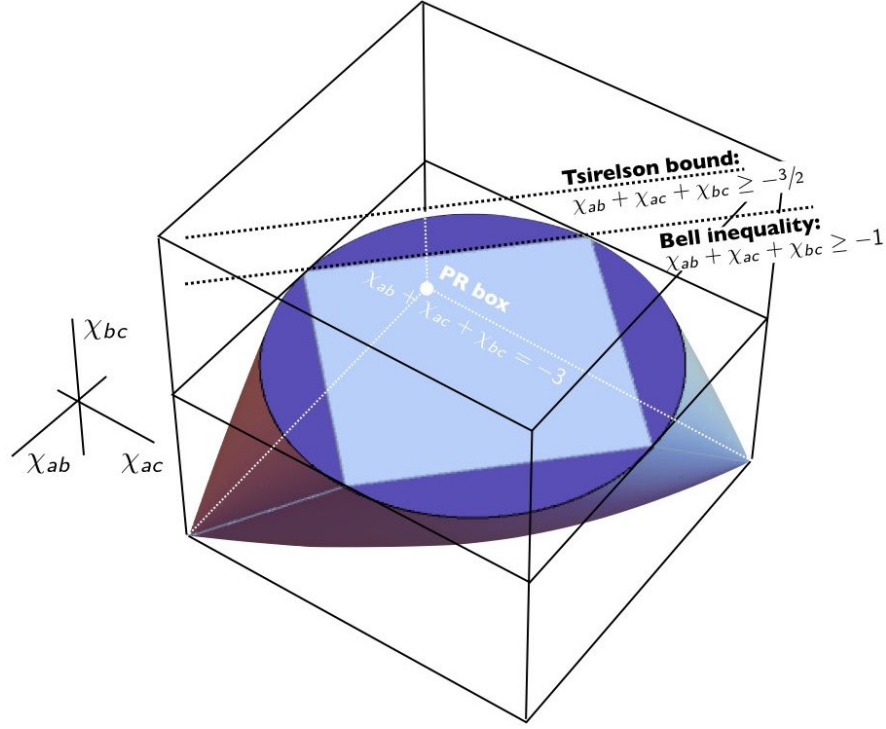 Tsirelson bound:
χab + χac + χbc ≥ −3/2
Bell inequality:
χab + χac + χbc ≥ −1
PR box
χab + χac + χbc = −3
χbc
χab
χac